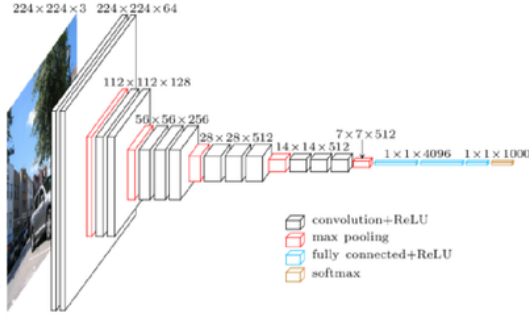 224×224×3 224×224×64
112×112×128
56×56×256
28×28×512
14×14×512
7×7×512
1×1×4096 1×1×1000
convolution+ReLU
max pooling
fully connected+ReLU
softmax